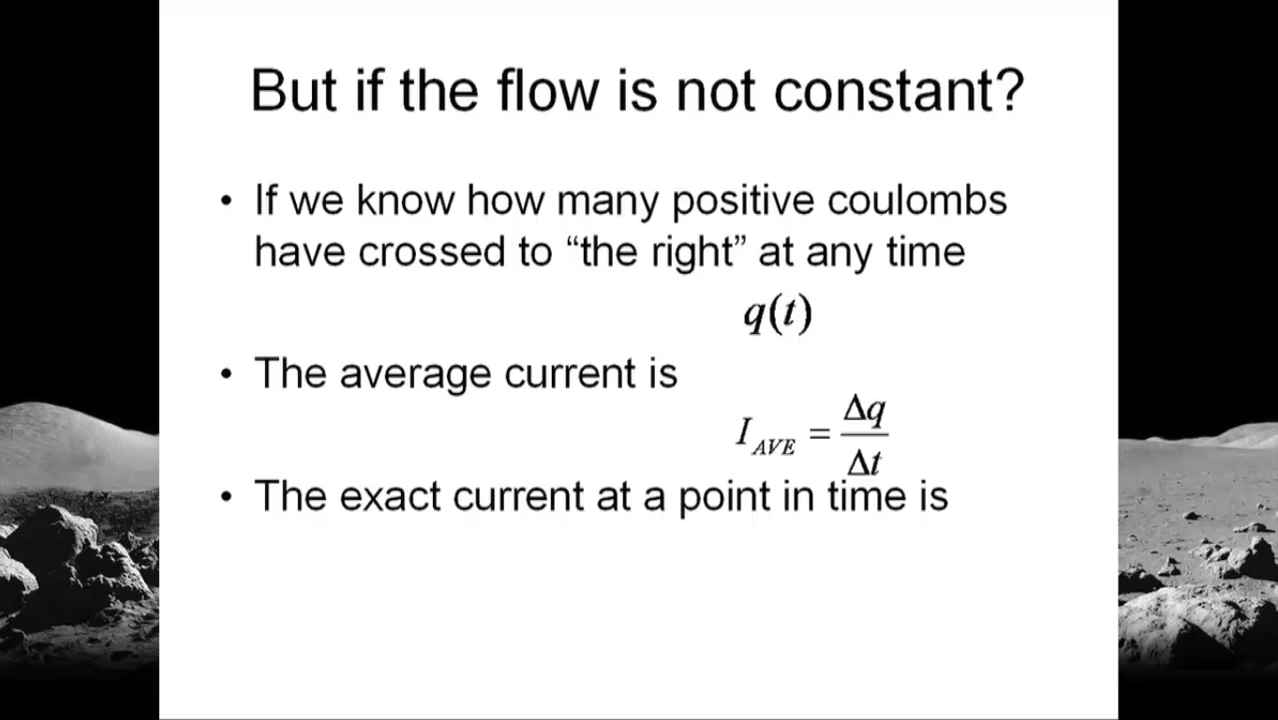 But if the flow is not constant?
• If we know how many positive coulombs
have crossed to “the right” at any time
q(t)
• The average current is
I_AVE = Δq/Δt
• The exact current at a point in time is